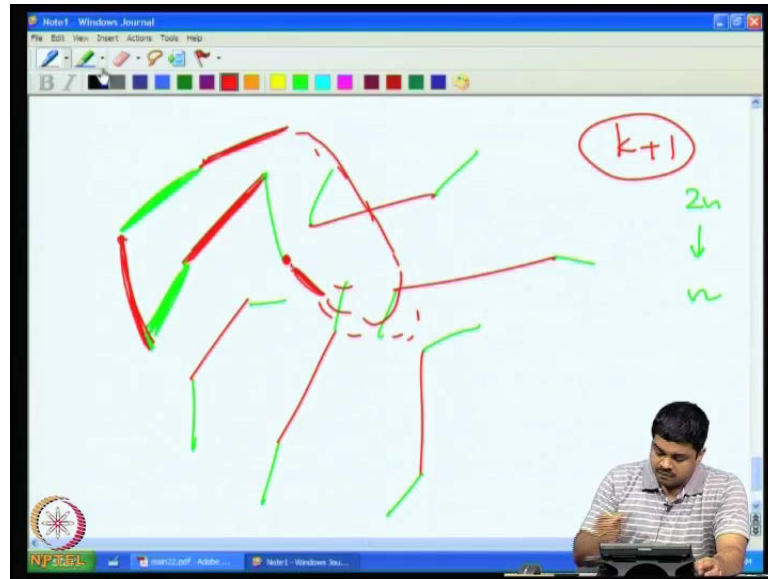 Note1 - Windows Journal
File Edit View Insert Actions Tools Help
B I
k+1
2n
↓
n
NPTEL
main22.pdf - Adobe ...
Note1 - Windows Jou...